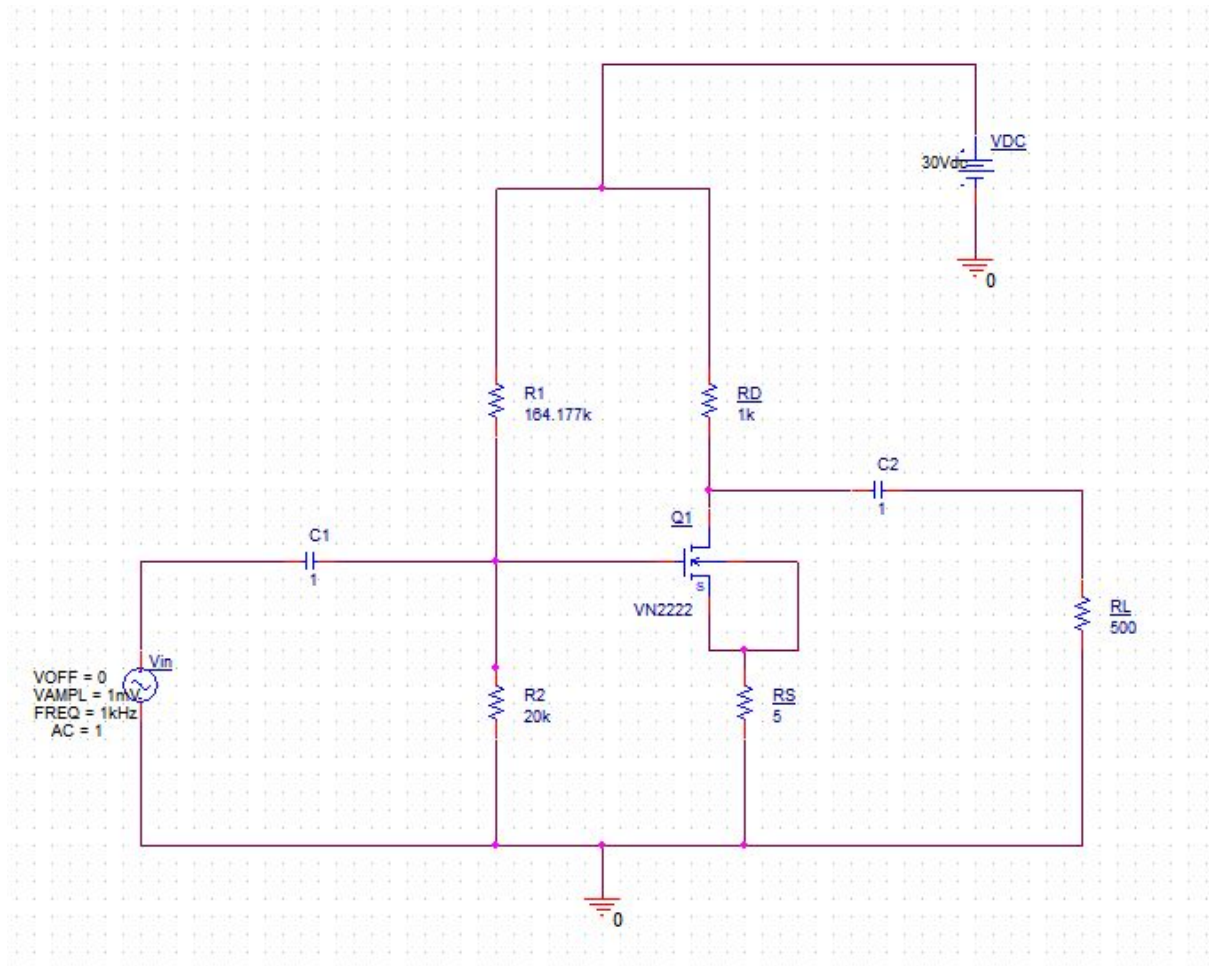 VDC
30Vdc
0
R1
164.177k
RD
1k
C2
1
Q1
C1
1
S
VN2222
RL
500
Vin
VOFF = 0
VAMPL = 1mV
FREQ = 1kHz
AC = 1
R2
20k
RS
5
0